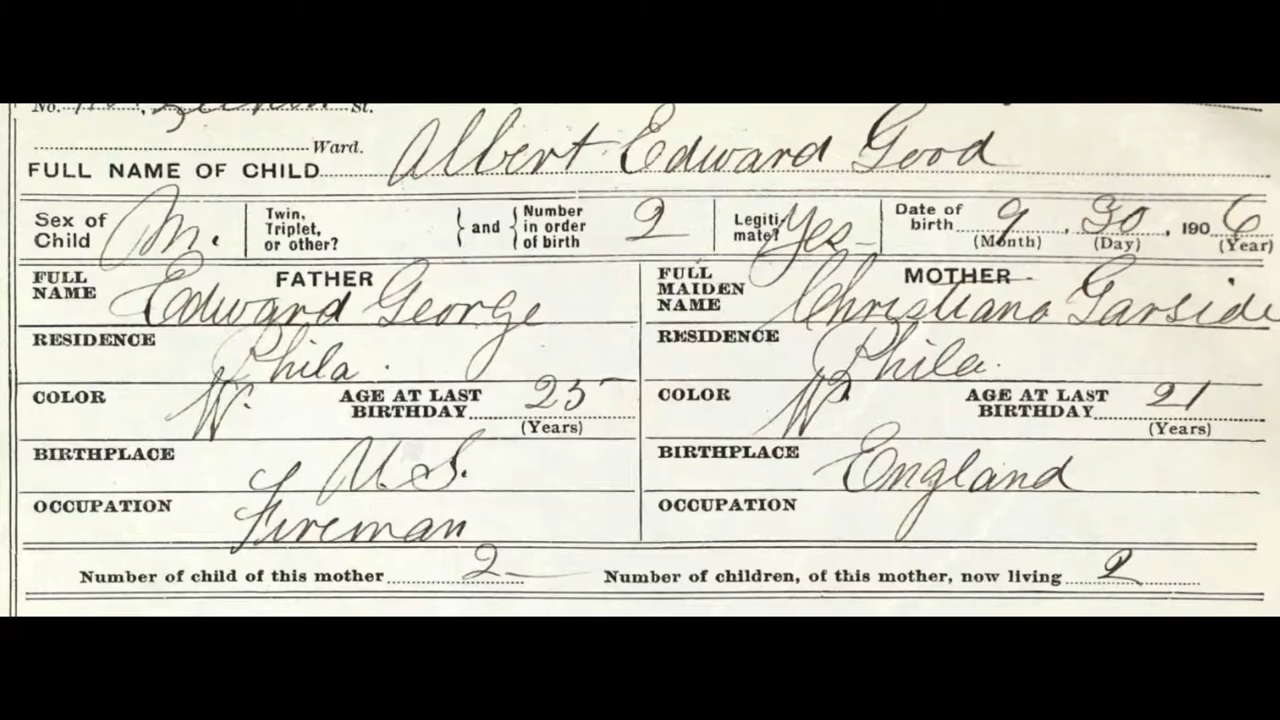 No. St.
Ward.
FULL NAME OF CHILD Albert Edward Good
Sex of Child M. Twin, Triplet, or other? } and { Number in order of birth 2 Legitimate? Yes Date of birth 9 , 30 , 1906
(Month) (Day) (Year)
FATHER MOTHER
FULL NAME Edward George FULL MAIDEN NAME Christiana Garside
RESIDENCE Phila. RESIDENCE Phila.
COLOR W. AGE AT LAST BIRTHDAY 25 (Years) COLOR W. AGE AT LAST BIRTHDAY 21 (Years)
BIRTHPLACE U.S. BIRTHPLACE England
OCCUPATION Fireman OCCUPATION
Number of child of this mother 2 Number of children, of this mother, now living 2